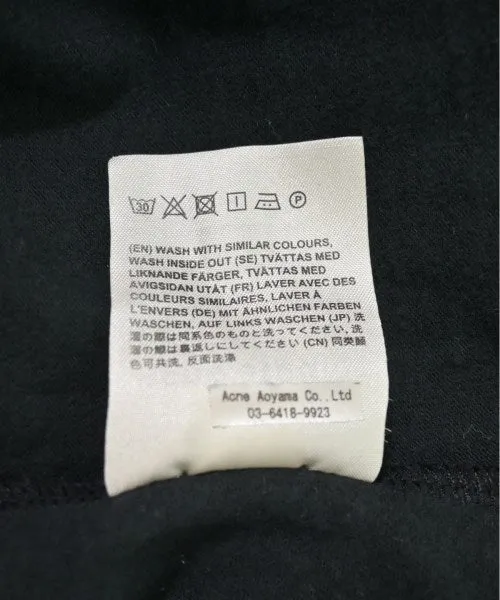 30 P
(EN) WASH WITH SIMILAR COLOURS,
WASH INSIDE OUT (SE) TVÄTTAS MED
LIKNANDE FÄRGER, TVÄTTAS MED
AVIGSIDAN UTÅT (FR) LAVER AVEC DES
COULEURS SIMILAIRES, LAVER À
L'ENVERS (DE) MIT ÄHNLICHEN FARBEN
WASCHEN, AUF LINKS WASCHEN (JP) 洗
濯の際は同系色のものと洗ってください、洗
濯の際は裏返しにしてください (CN) 同类颜
色可共洗, 反面洗涤
Acne Aoyama Co.,Ltd
03-6418-9923